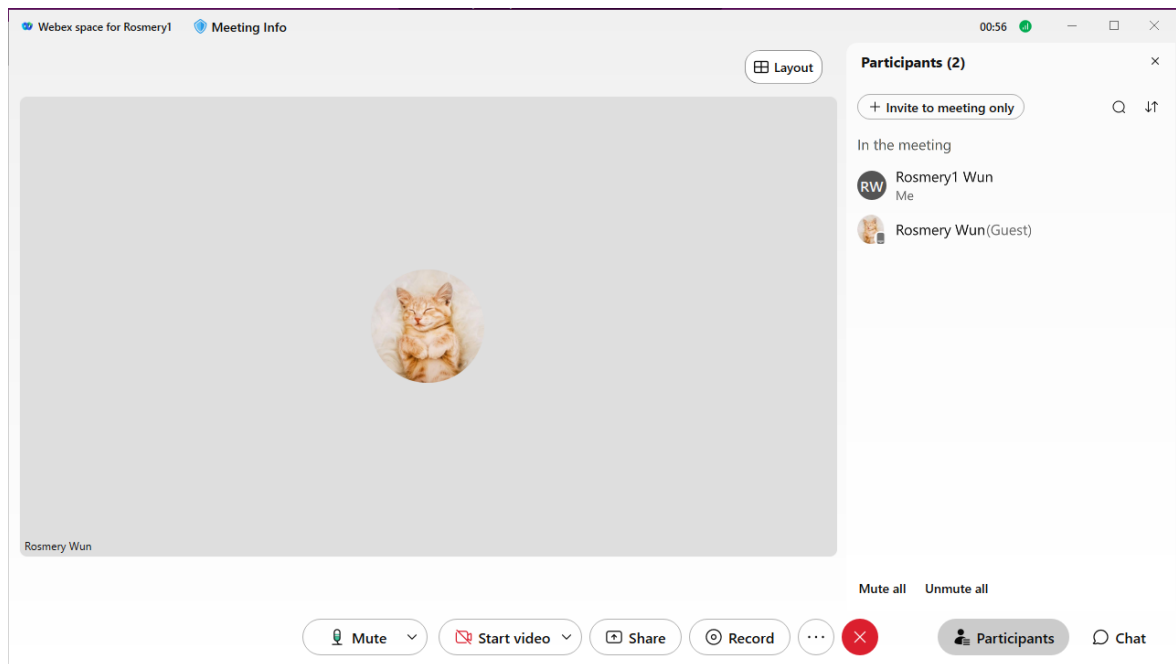 Webex space for Rosmery1 Meeting Info 00:56
Layout
Participants (2)
Invite to meeting only
In the meeting
RW
Rosmery1 Wun
Me
Rosmery Wun(Guest)
Rosmery Wun
Mute all Unmute all
Mute Start video Share Record Participants Chat